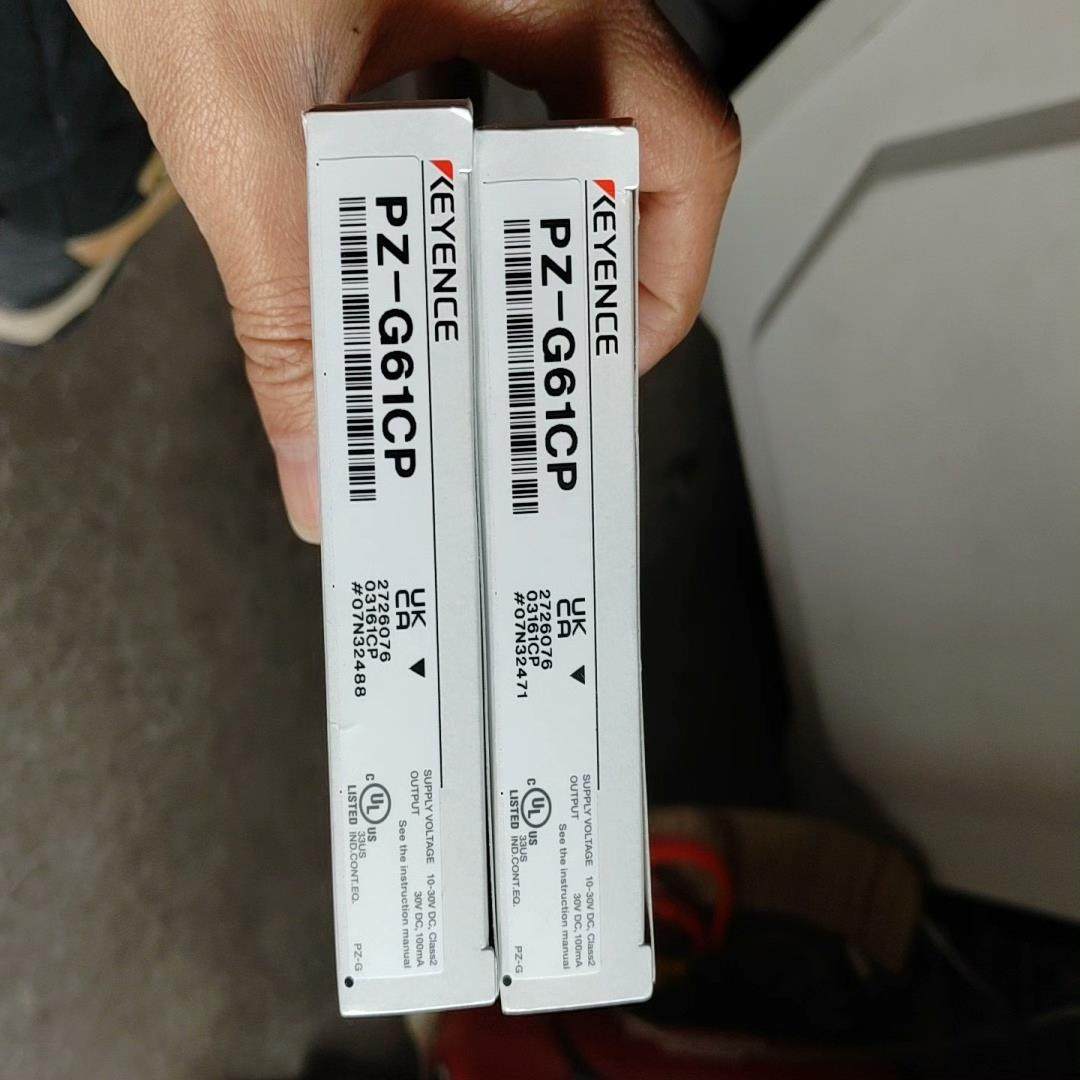 KEYENCE
PZ-G61CP
UK
CA
2726076
03161CP
#07N32488
SUPPLY VOLTAGE 10-30V DC, Class2
OUTPUT 30V DC, 100mA
See the instruction manual
C UL US
LISTED 33US
IND.CONT.EQ.
PZ-G
KEYENCE
PZ-G61CP
UK
CA
2726076
03161CP
#07N32471
SUPPLY VOLTAGE 10-30V DC, Class2
OUTPUT 30V DC, 100mA
See the instruction manual
C UL US
LISTED 33US
IND.CONT.EQ.
PZ-G